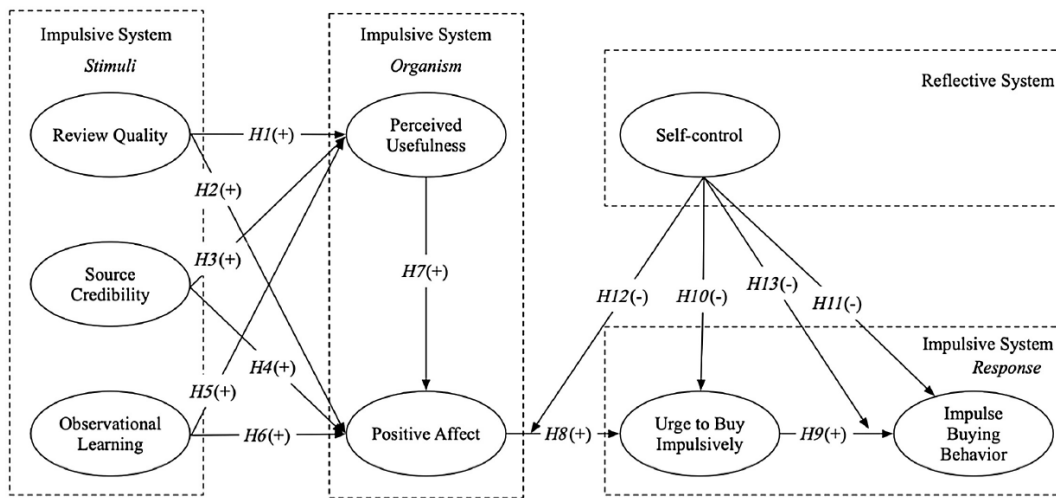 Impulsive System
Stimuli
Review Quality
Source
Credibility
Observational
Learning
H1(+)
H2(+)
H3(+)
H4(+)
H5(+)
H6(+)
Impulsive System
Organism
Perceived
Usefulness
H7(+)
Positive Affect
H8(+)
Reflective System
Self-control
H12(-)
H10(-)
H13(-)
H11(-)
Impulsive System
Response
Urge to Buy
Impulsively
H9(+)
Impulse
Buying
Behavior